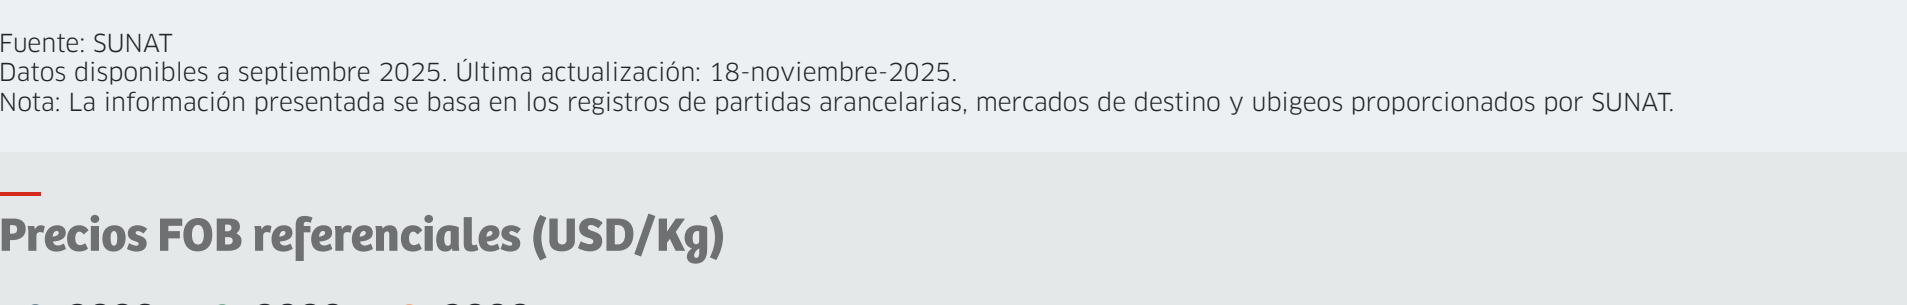 Fuente: SUNAT
Datos disponibles a septiembre 2025. Última actualización: 18-noviembre-2025.
Nota: La información presentada se basa en los registros de partidas arancelarias, mercados de destino y ubigeos proporcionados por SUNAT.
Precios FOB referenciales (USD/Kg)